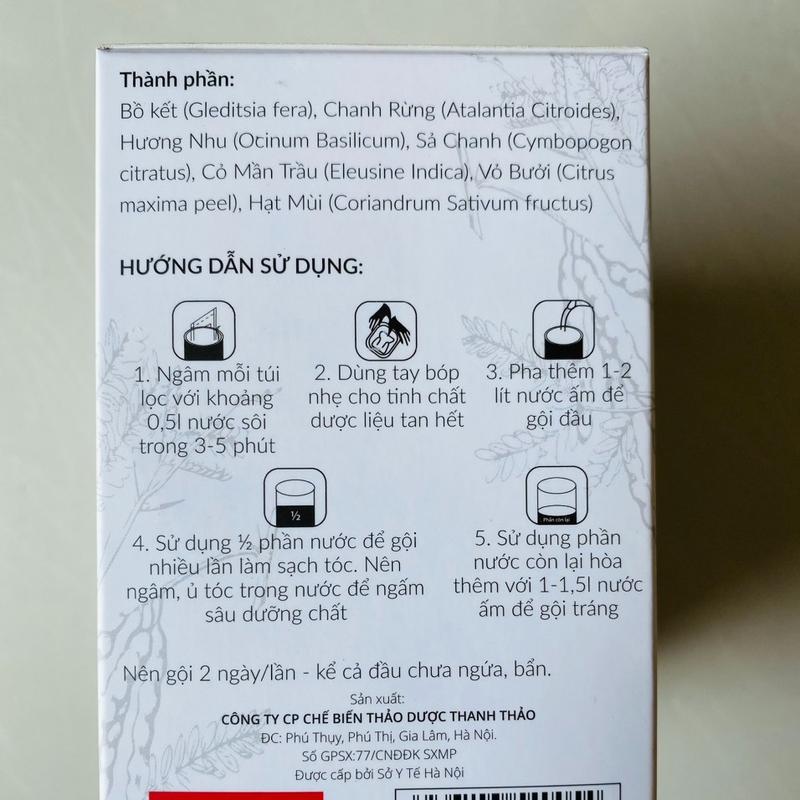 Thành phần:
Bồ kết (Gleditsia fera), Chanh Rừng (Atalantia Citroides),
Hương Nhu (Otinum Basilicum), Sả Chanh (Cymbopogon
citratus), Cỏ Mần Trầu (Eleusine Indica), Vỏ Bưởi (Citrus
maxima peel), Hạt Mùi (Coriandrum Sativum fructus)
HƯỚNG DẪN SỬ DỤNG:
1. Ngâm mỗi túi
lọc với khoảng
0,5l nước sôi
trong 3-5 phút
2. Dùng tay bóp
nhẹ cho tinh chất
dược liệu tan hết
3. Pha thêm 1-2
lít nước ấm để
gội đầu
½
4. Sử dụng ½ phần nước để gội
nhiều lần làm sạch tóc. Nên
ngâm, ủ tóc trong nước để ngấm
sâu dưỡng chất
Phần còn lại
5. Sử dụng phần
nước còn lại hòa
thêm với 1-1,5l nước
ấm để gội tráng
Nên gội 2 ngày/lần - kể cả đầu chưa ngứa, bẩn.
Sản xuất:
CÔNG TY CP CHẾ BIẾN THẢO DƯỢC THANH THẢO
ĐC: Phú Thụy, Phú Thị, Gia Lâm, Hà Nội.
Số GPSX:77/CNĐĐK SXMP
Được cấp bởi Sở Y Tế Hà Nội